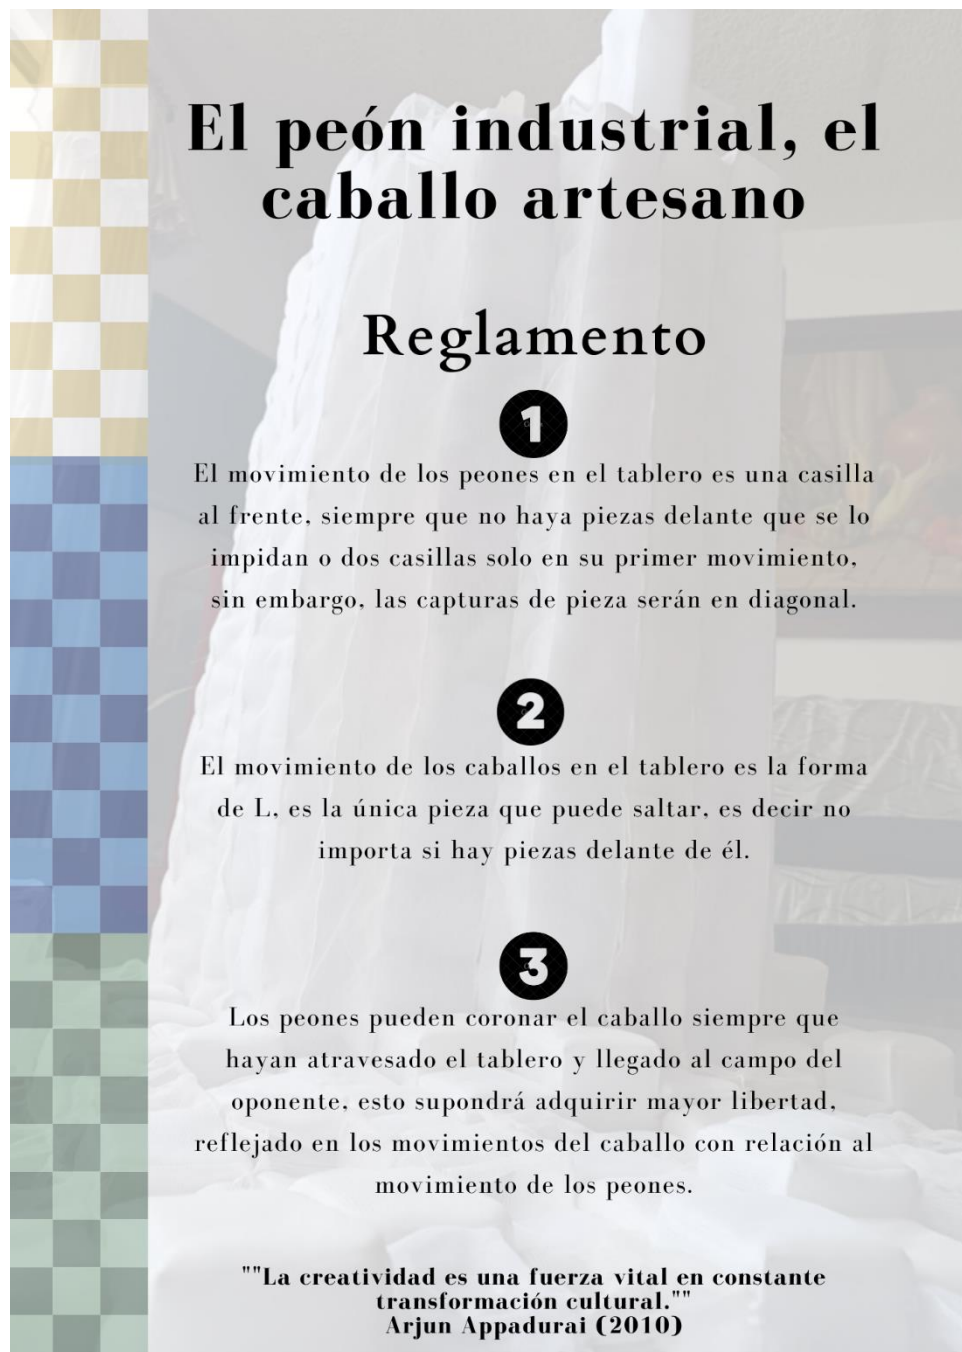 El peón industrial, el
caballo artesano
Reglamento
1
El movimiento de los peones en el tablero es una casilla
al frente, siempre que no haya piezas delante que se lo
impidan o dos casillas solo en su primer movimiento,
sin embargo, las capturas de pieza serán en diagonal.
2
El movimiento de los caballos en el tablero es la forma
de L, es la única pieza que puede saltar, es decir no
importa si hay piezas delante de él.
3
Los peones pueden coronar el caballo siempre que
hayan atravesado el tablero y llegado al campo del
oponente, esto supondrá adquirir mayor libertad,
reflejado en los movimientos del caballo con relación al
movimiento de los peones.
""La creatividad es una fuerza vital en constante
transformación cultural.""
Arjun Appadurai (2010)